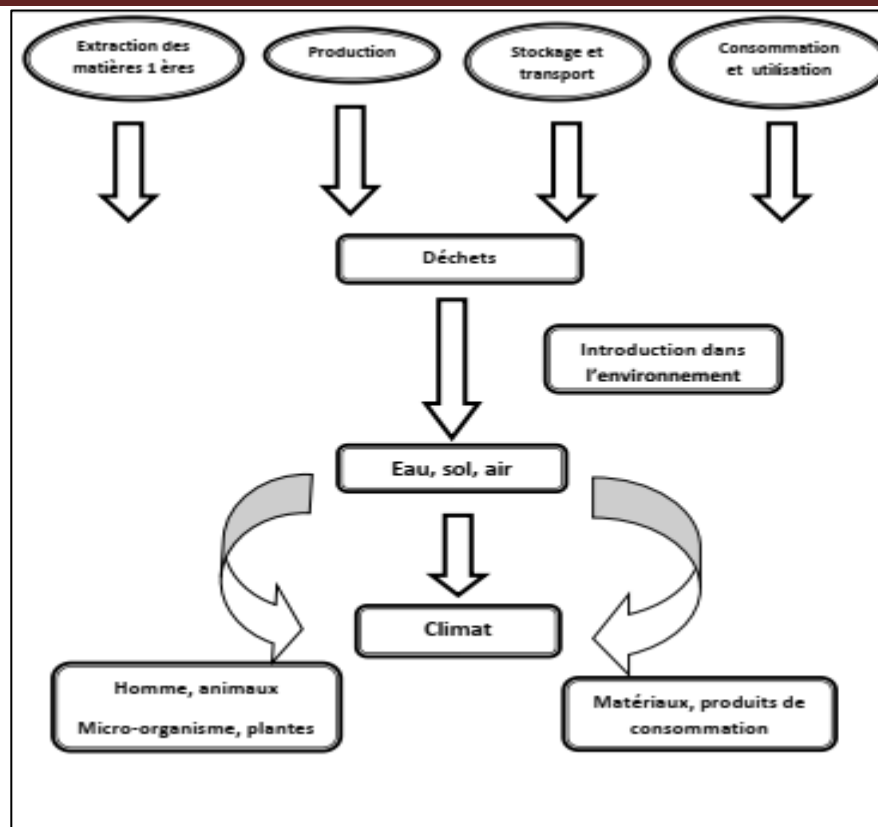 Extraction des
matières 1 ères
Production
Stockage et
transport
Consommation
et utilisation
Déchets
Introduction dans
l'environnement
Eau, sol, air
Climat
Homme, animaux
Micro-organisme, plantes
Matériaux, produits de
consommation